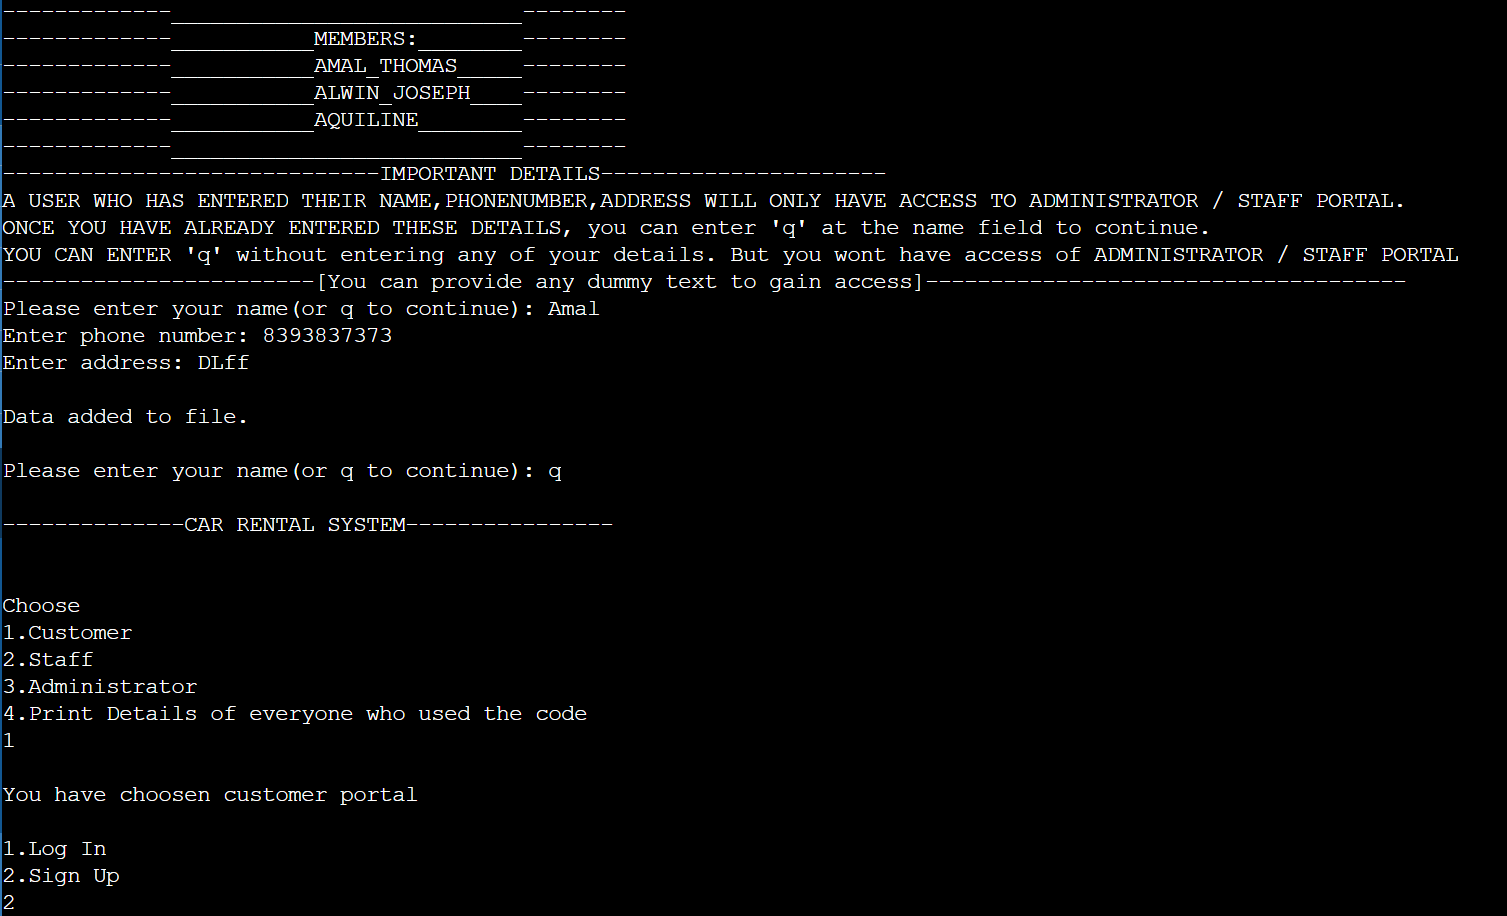 -------------___________________________--------
-------------___________MEMBERS:________--------
-------------___________AMAL_THOMAS_____--------
-------------___________ALWIN_JOSEPH____--------
-------------___________AQUILINE________--------
-------------___________________________--------
-----------------------------IMPORTANT DETAILS----------------------
A USER WHO HAS ENTERED THEIR NAME,PHONENUMBER,ADDRESS WILL ONLY HAVE ACCESS TO ADMINISTRATOR / STAFF PORTAL.
ONCE YOU HAVE ALREADY ENTERED THESE DETAILS, you can enter 'q' at the name field to continue.
YOU CAN ENTER 'q' without entering any of your details. But you wont have access of ADMINISTRATOR / STAFF PORTAL
------------------------[You can provide any dummy text to gain access]-------------------------------------
Please enter your name(or q to continue): Amal
Enter phone number: 8393837373
Enter address: DLff
Data added to file.
Please enter your name(or q to continue): q
--------------CAR RENTAL SYSTEM----------------
Choose
1.Customer
2.Staff
3.Administrator
4.Print Details of everyone who used the code
1
You have choosen customer portal
1.Log In
2.Sign Up
2